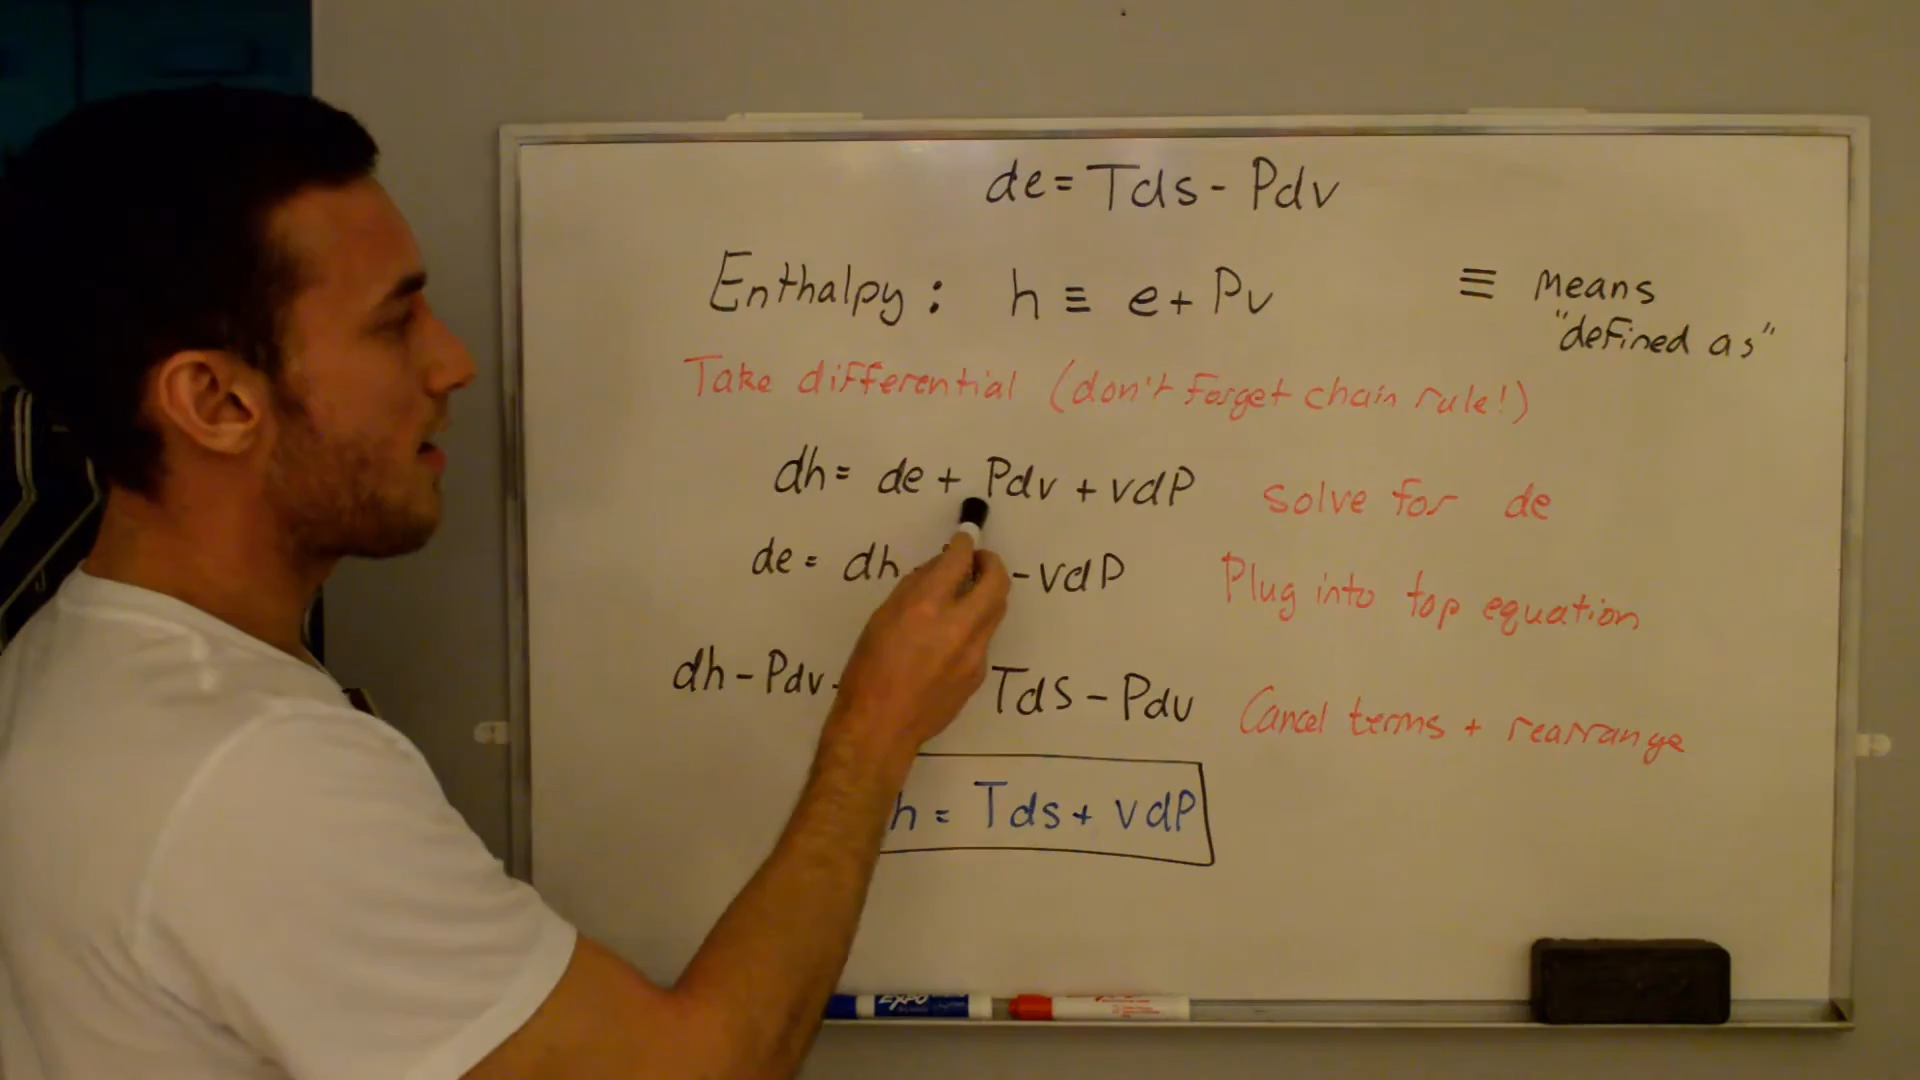 de = Tds - Pdv
Enthalpy: h ≡ e + Pv
≡ means
"defined as"
Take differential (don't forget chain rule!)
dh = de + Pdv + vdP solve for de
de = dh - vdP Plug into top equation
dh - Pdv - Tds - Pdv Cancel terms + rearrange
h = Tds + vdP
EXPO